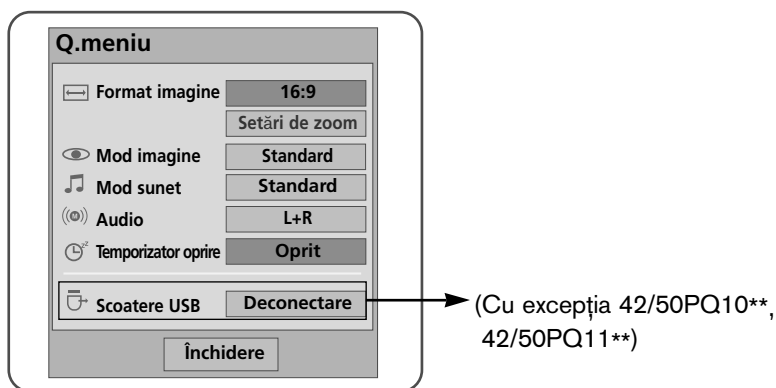 Q.meniu
Format imagine 16:9
Setări de zoom
Mod imagine Standard
Mod sunet Standard
Audio L+R
Temporizator oprire Oprit
Scoatere USB Deconectare
(Cu excepţia 42/50PQ10**,
42/50PQ11**)
Închidere